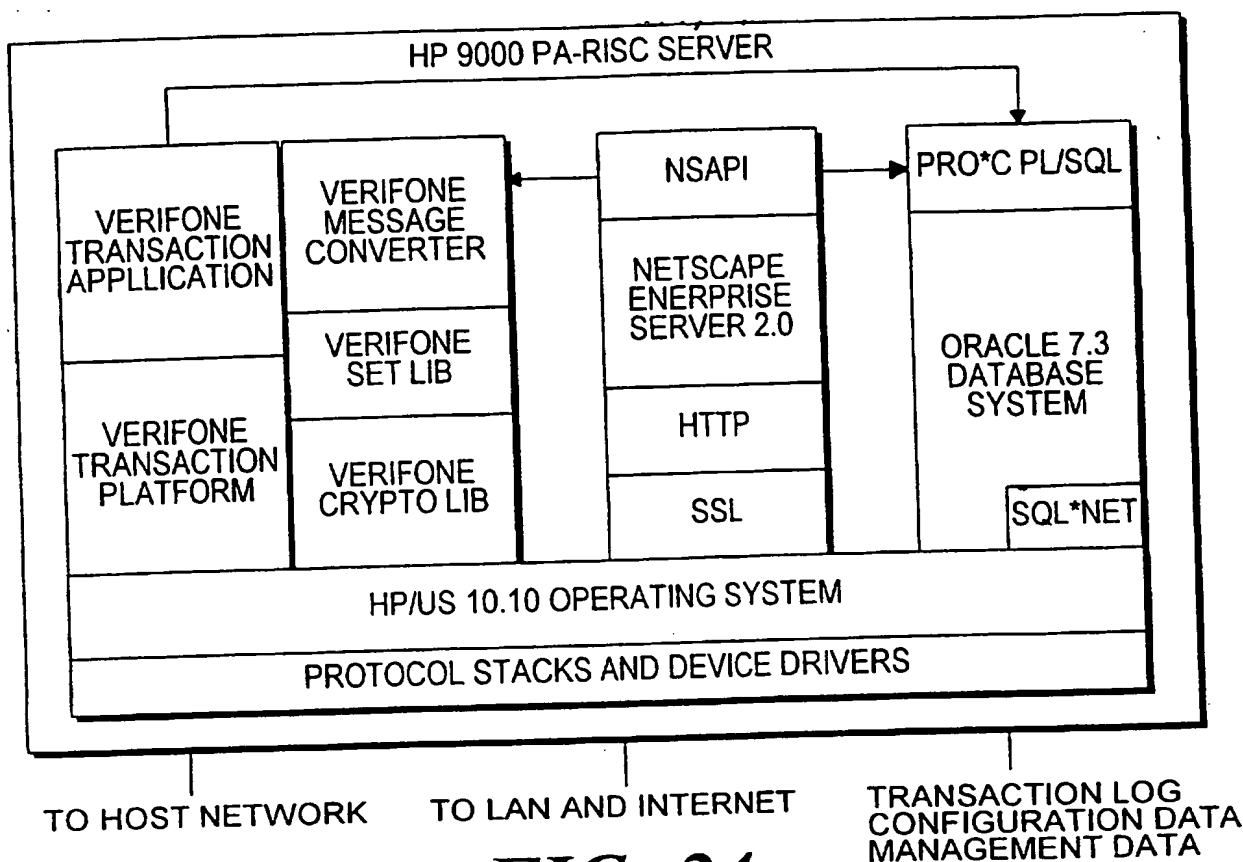 HP 9000 PA-RISC SERVER
VERIFONE
TRANSACTION
APPLLICATION
VERIFONE
TRANSACTION
PLATFORM
VERIFONE
MESSAGE
CONVERTER
VERIFONE
SET LIB
VERIFONE
CRYPTO LIB
NSAPI
NETSCAPE
ENERPRISE
SERVER 2.0
HTTP
SSL
PRO*C PL/SQL
ORACLE 7.3
DATABASE
SYSTEM
SQL*NET
HP/US 10.10 OPERATING SYSTEM
PROTOCOL STACKS AND DEVICE DRIVERS
TO HOST NETWORK
TO LAN AND INTERNET
TRANSACTION LOG
CONFIGURATION DATA
MANAGEMENT DATA